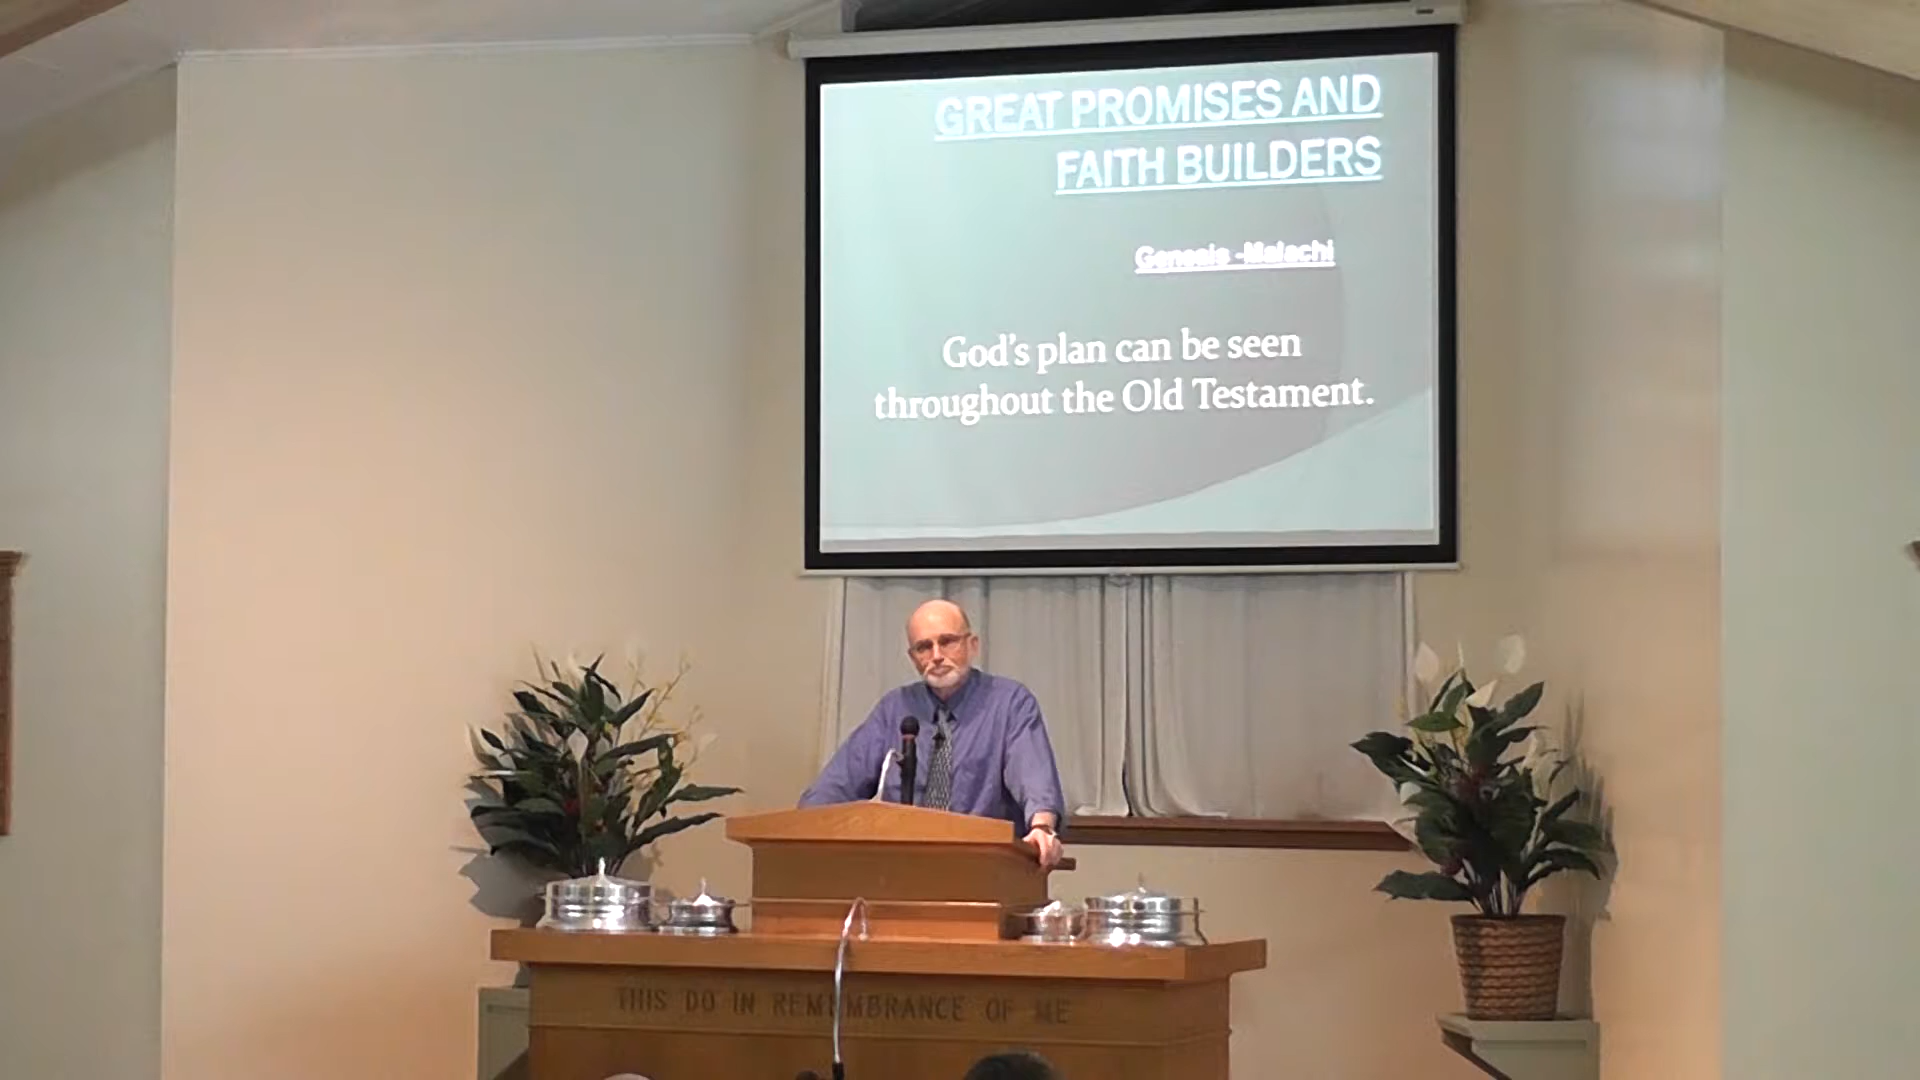 GREAT PROMISES AND
FAITH BUILDERS
Genesis -Malachi
God's plan can be seen
throughout the Old Testament.
THIS DO IN REMEMBRANCE OF ME